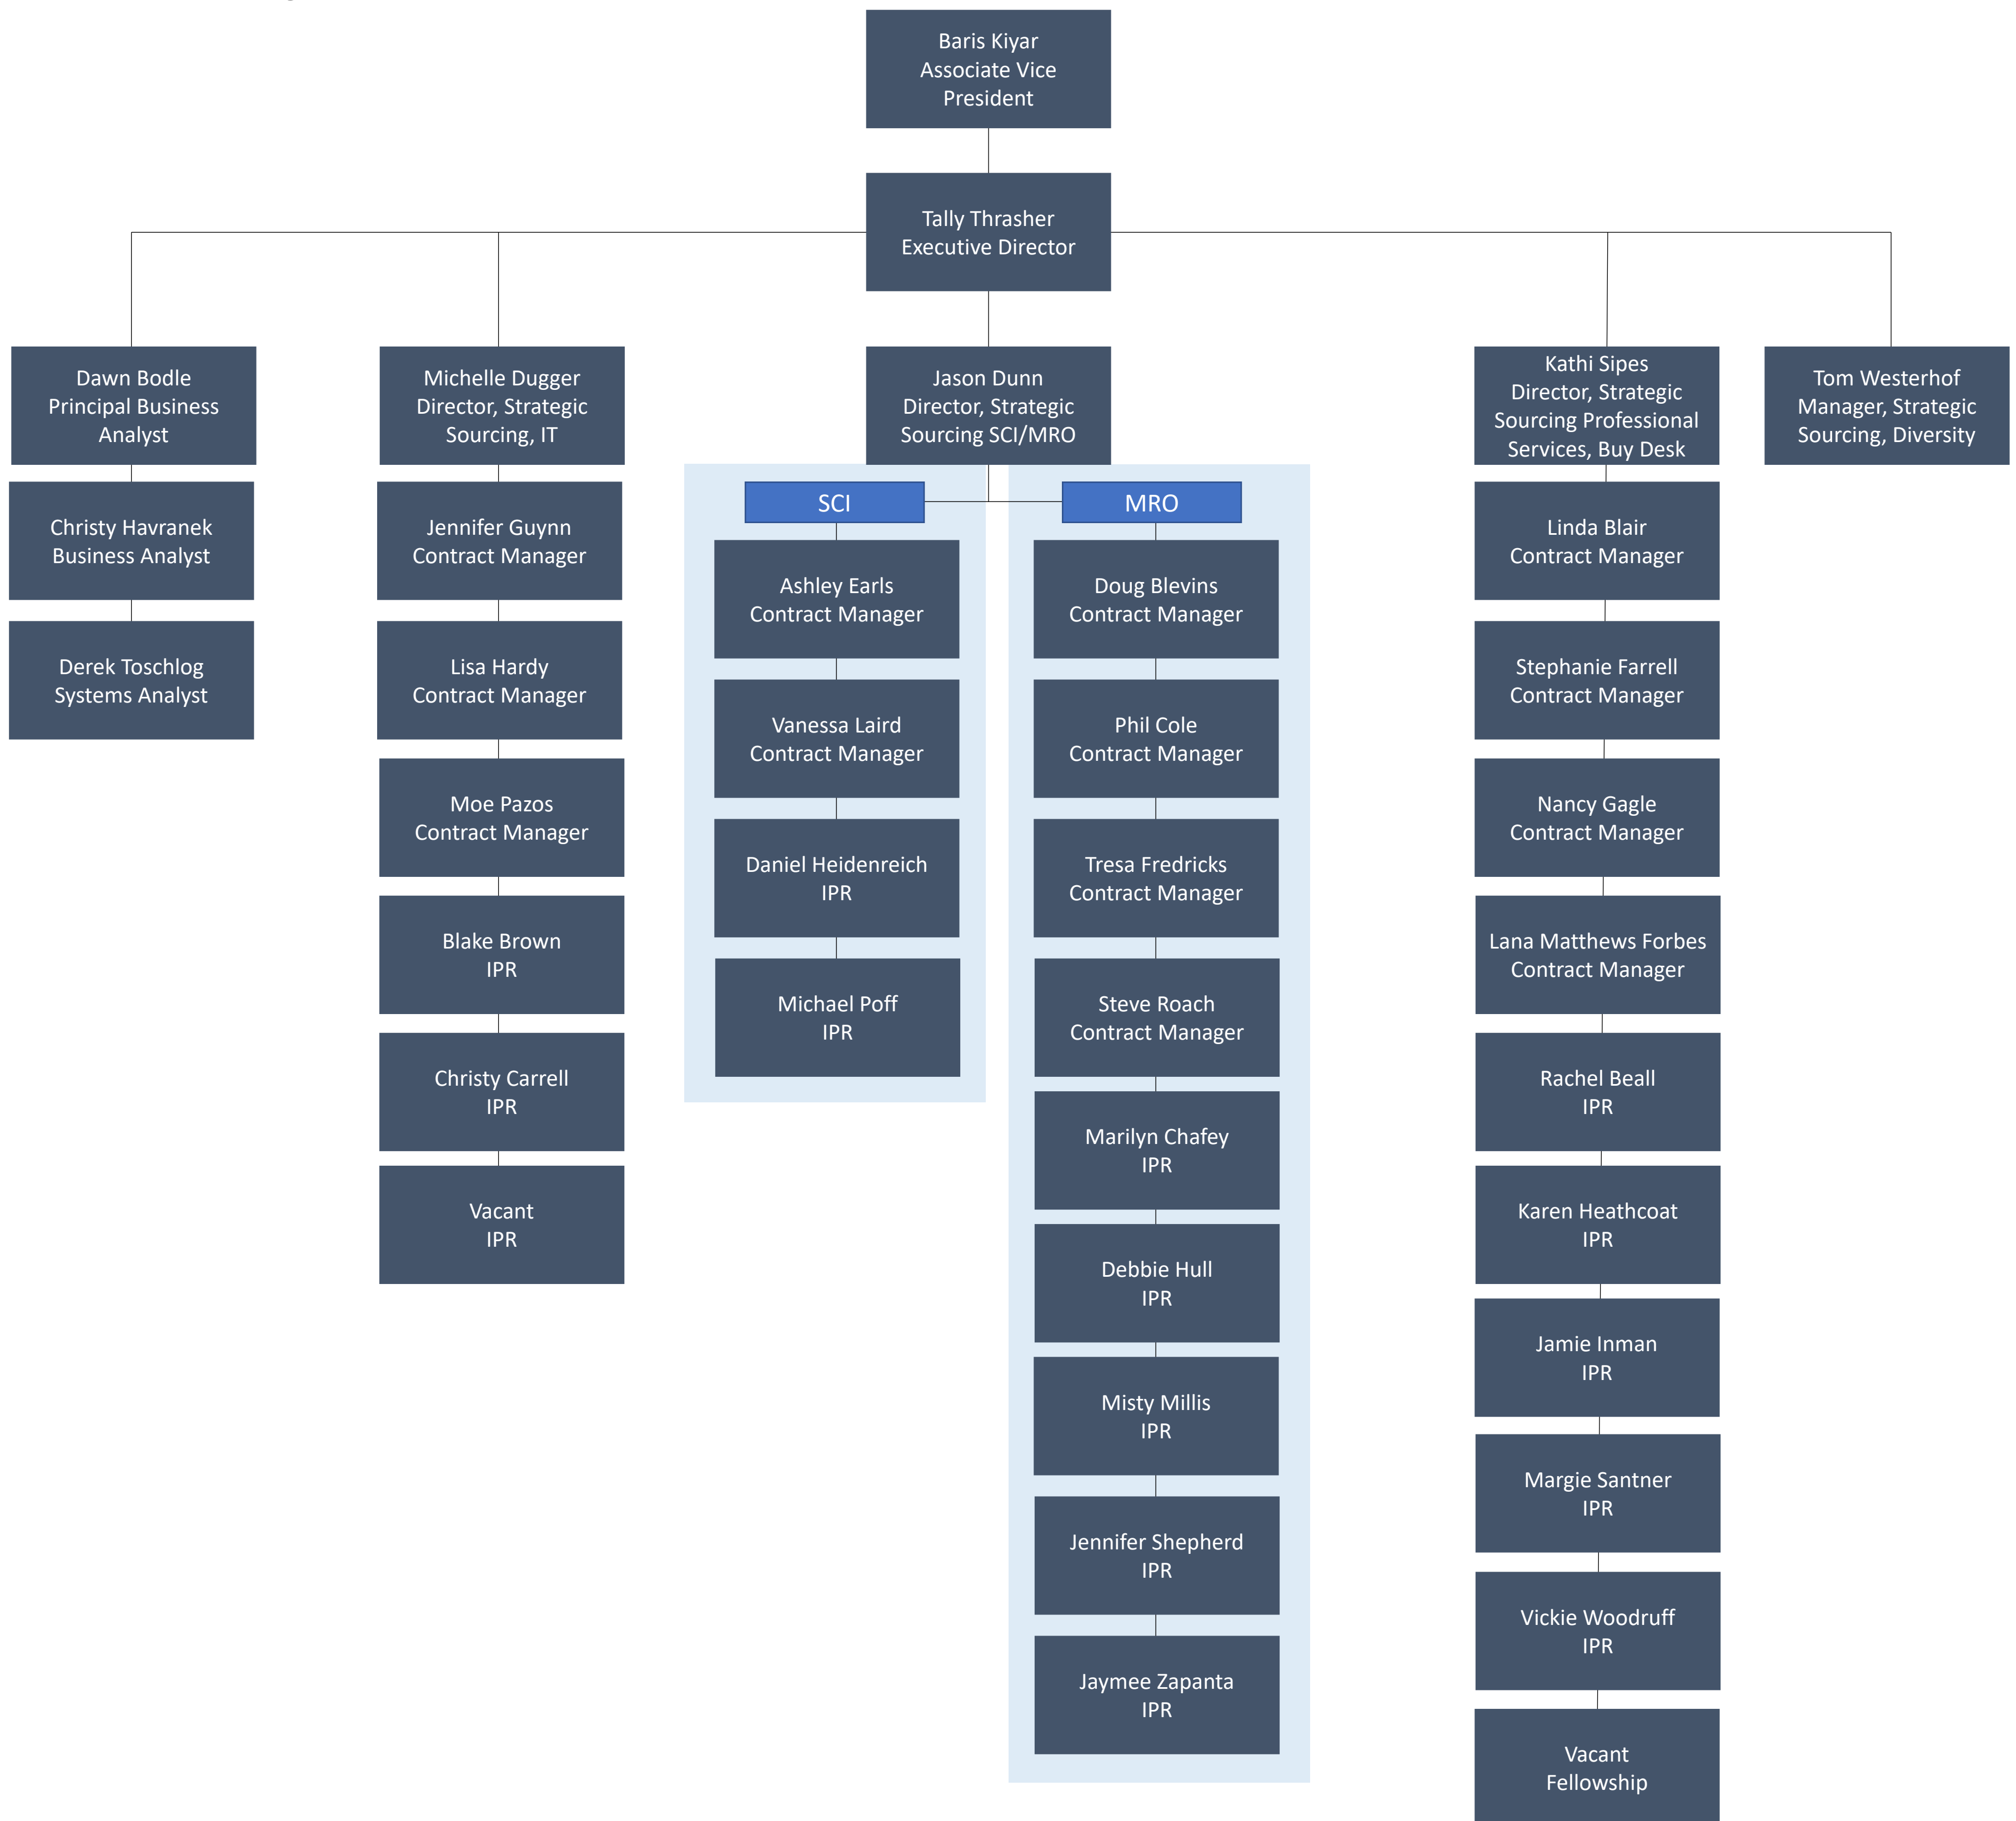 Baris Kiyar
Associate Vice
President
Tally Thrasher
Executive Director
Dawn Bodle
Principal Business
Analyst
Michelle Dugger
Director, Strategic
Sourcing, IT
Jason Dunn
Director, Strategic
Sourcing SCI/MRO
Kathi Sipes
Director, Strategic
Sourcing Professional
Services, Buy Desk
Tom Westerhof
Manager, Strategic
Sourcing, Diversity
Christy Havranek
Business Analyst
Derek Toschlog
Systems Analyst
Jennifer Guynn
Contract Manager
Lisa Hardy
Contract Manager
Moe Pazos
Contract Manager
Blake Brown
IPR
Christy Carrell
IPR
Vacant
IPR
SCI
Ashley Earls
Contract Manager
Vanessa Laird
Contract Manager
Daniel Heidenreich
IPR
Michael Poff
IPR
MRO
Doug Blevins
Contract Manager
Phil Cole
Contract Manager
Tresa Fredricks
Contract Manager
Steve Roach
Contract Manager
Marilyn Chafey
IPR
Debbie Hull
IPR
Misty Millis
IPR
Jennifer Shepherd
IPR
Jaymee Zapanta
IPR
Linda Blair
Contract Manager
Stephanie Farrell
Contract Manager
Nancy Gagle
Contract Manager
Lana Matthews Forbes
Contract Manager
Rachel Beall
IPR
Karen Heathcoat
IPR
Jamie Inman
IPR
Margie Santner
IPR
Vickie Woodruff
IPR
Vacant
Fellowship